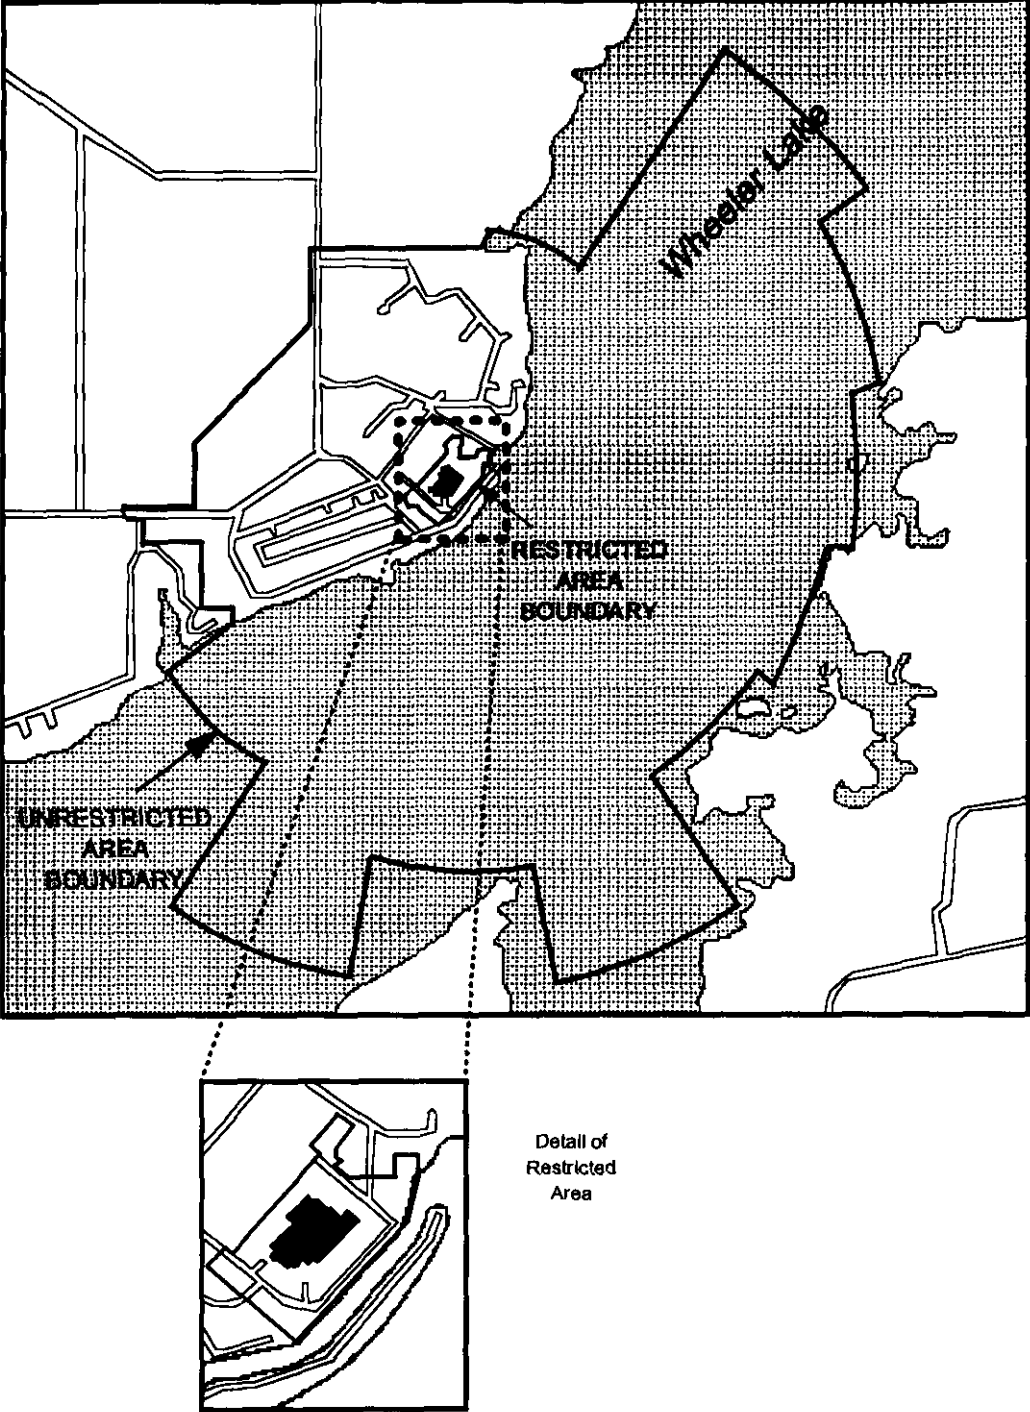 Wheeler Lake
RESTRICTED
AREA
BOUNDARY
UNRESTRICTED
AREA
BOUNDARY
Detail of
Restricted
Area